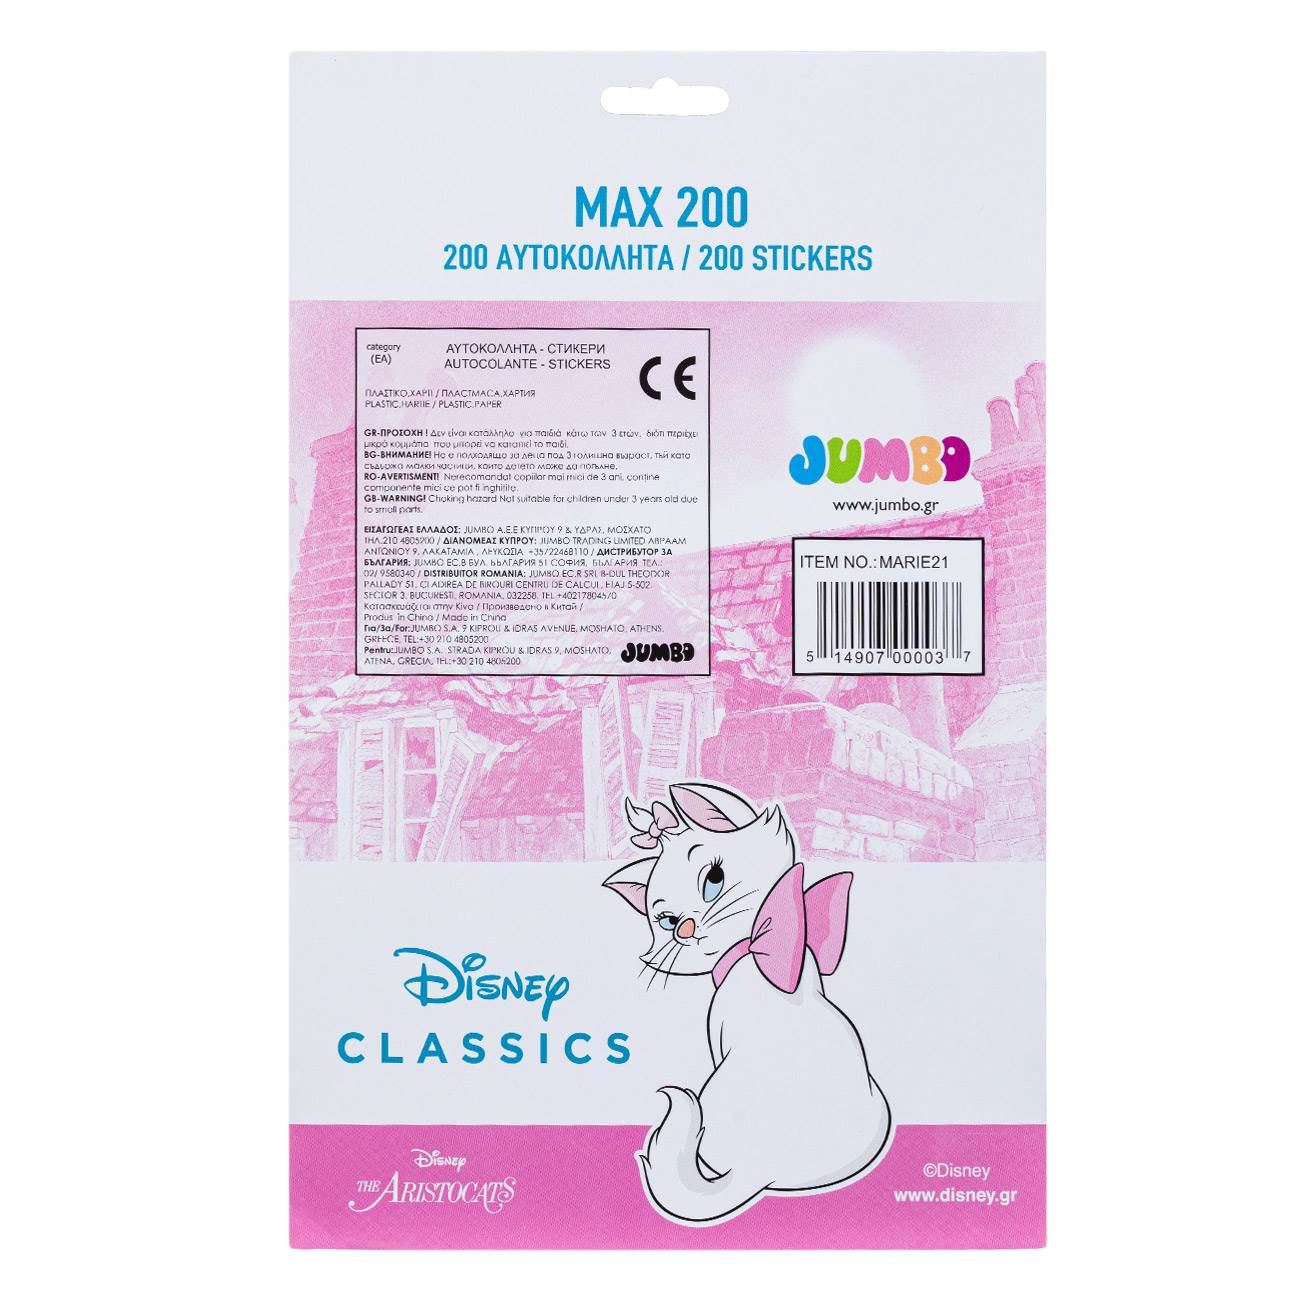 MAX 200
200 ΑΥΤΟΚΟΛΛΗΤΑ / 200 STICKERS
category
(EA)
ΑΥΤΟΚΟΛΛΗΤΑ - СТИКЕРИ
AUTOCOLANTE - STICKERS
CE
ΠΛΑΣΤΙΚΟ,ΧΑΡΤΙ / ПЛАСТМАСА,ХАРТИЯ
PLASTIC,HARTIE / PLASTIC,PAPER
GR-ΠΡΟΣΟΧΗ ! Δεν είναι κατάλληλο για παιδιά κάτω των 3 ετών, διότι περιέχει
μικρά κομμάτια που μπορεί να καταπιεί το παιδί.
BG-ВНИМАНИЕ! Не е подходящо за деца под 3 годишна възраст, тъй като
съдържа малки частици, които детето може да погълне.
RO-AVERTISMENT! Nerecomandat copiilor mai mici de 3 ani, conține
componente mici ce pot fi înghițite.
GB-WARNING! Choking hazard Not suitable for children under 3 years old due
to small parts.
ΕΙΣΑΓΩΓΕΑΣ ΕΛΛΑΔΟΣ: JUMBO A.E.E ΚΥΠΡΟΥ 9 & ΥΔΡΑΣ, ΜΟΣΧΑΤΟ
ΤΗΛ.210 4805200 / ΔΙΑΝΟΜΕΑΣ ΚΥΠΡΟΥ: JUMBO TRADING LIMITED ΑΒΡΑΑΜ
ΑΝΤΩΝΙΟΥ 9, ΛΑΚΑΤΑΜΙΑ , ΛΕΥΚΩΣΙΑ +35722468110 / ДИСТРИБУТОР ЗА
БЪЛГАРИЯ: JUMBO EC.B БУЛ. БЪЛГАРИЯ 51 СОФИЯ, БЪЛГАРИЯ ТЕЛ.:
02/ 9580340 / DISTRIBUITOR ROMANIA: JUMBO EC.R SRL B-DUL THEODOR
PALLADY 51, CLADIREA DE BIROURI CENTRU DE CALCUL , ETAJ 5-502.
SECTOR 3, BUCURESTI, ROMANIA, 032258, TEL +40217804570
Κατασκευάζεται στην Κίνα / Произведено в Китай /
Produs în China / Made in China
Για/За/For:JUMBO S.A. 9 KIPROU & IDRAS AVENUE, MOSHATO, ATHENS,
GREECE, TEL:+30 210 4805200
Pentru:JUMBO S.A. STRADA KIPROU & IDRAS 9, MOSHATO,
ATENA, GRECIA, TEL:+30 210 4805200
JUMBO
JUMBO
www.jumbo.gr
ITEM NO.:MARIE21
5 14907 00003 7
Disney
CLASSICS
Disney
THE ARISTOCATS
©Disney
www.disney.gr